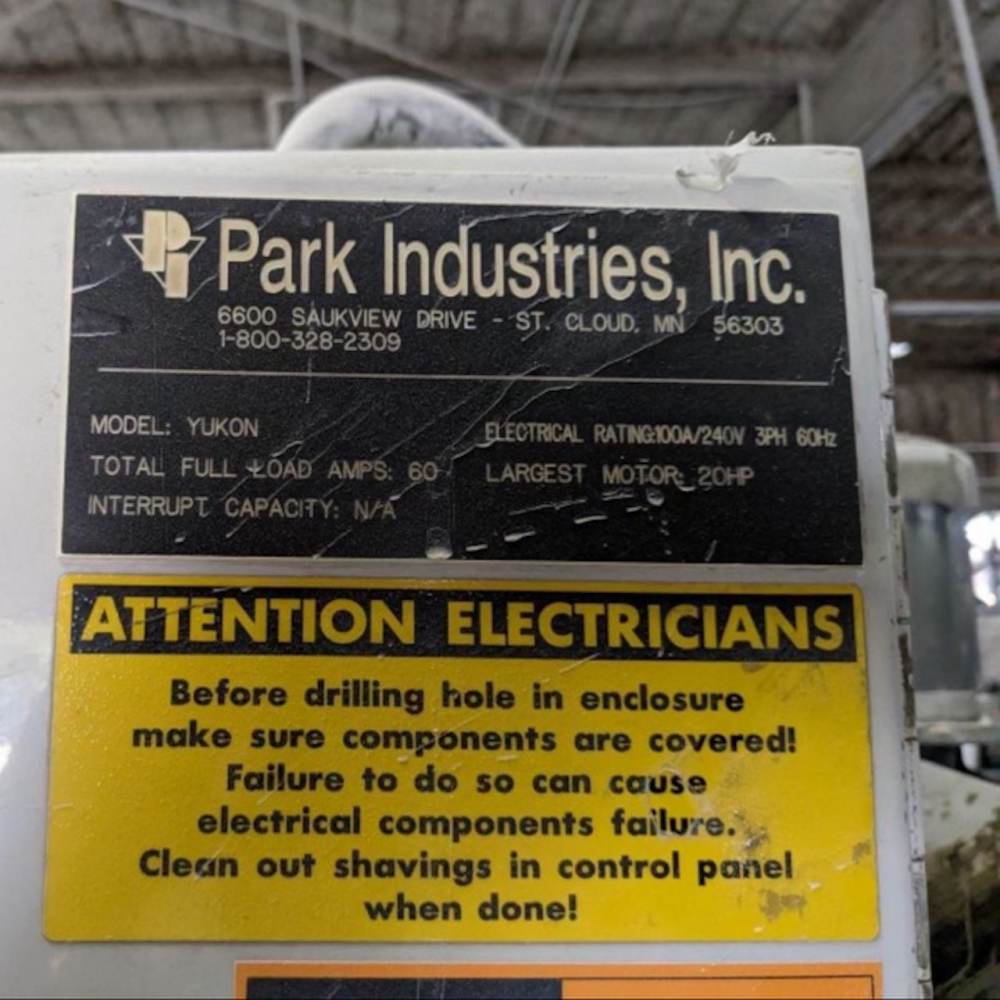 PI Park Industries, Inc.
6600 SAUKVIEW DRIVE - ST. CLOUD, MN 56303
1-800-328-2309
MODEL: YUKON ELECTRICAL RATING:100A/240V 3PH 60Hz
TOTAL FULL LOAD AMPS: 60 LARGEST MOTOR: 20HP
INTERRUPT CAPACITY: N/A
ATTENTION ELECTRICIANS
Before drilling hole in enclosure
make sure components are covered!
Failure to do so can cause
electrical components failure.
Clean out shavings in control panel
when done!